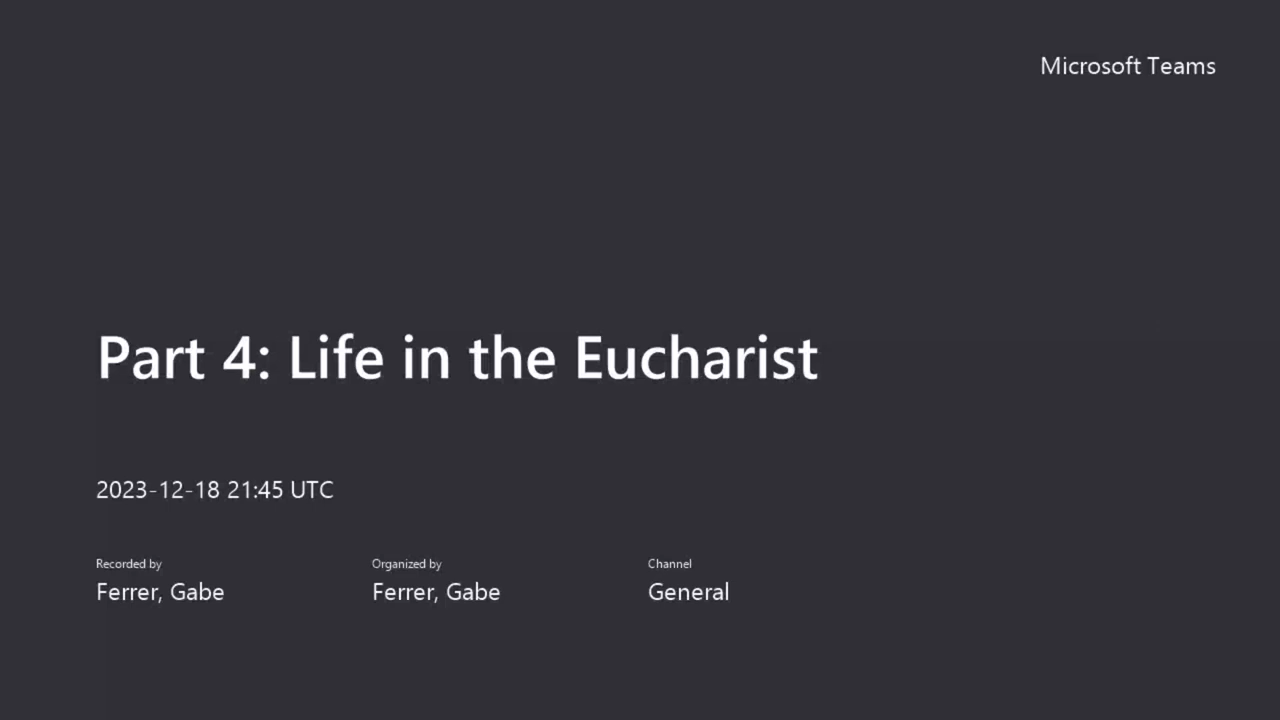 Microsoft Teams
Part 4: Life in the Eucharist
2023-12-18 21:45 UTC
Recorded by
Ferrer, Gabe
Organized by
Ferrer, Gabe
Channel
General